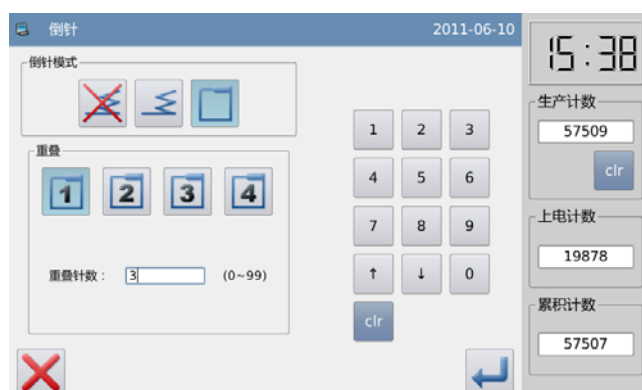 倒针 2011-06-10
15:38
倒针模式
重叠
1 2 3 4
重叠针数： 3 (0~99)
1 2 3
4 5 6
7 8 9
↑ ↓ 0
clr
生产计数
57509
clr
上电计数
19878
累积计数
57507